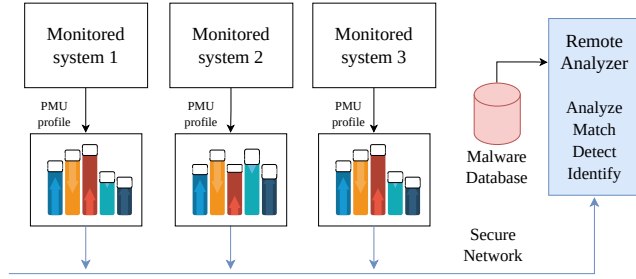 Monitored
system 1
Monitored
system 2
Monitored
system 3
PMU
profile
PMU
profile
PMU
profile
Malware
Database
Remote
Analyzer
Analyze
Match
Detect
Identify
Secure
Network